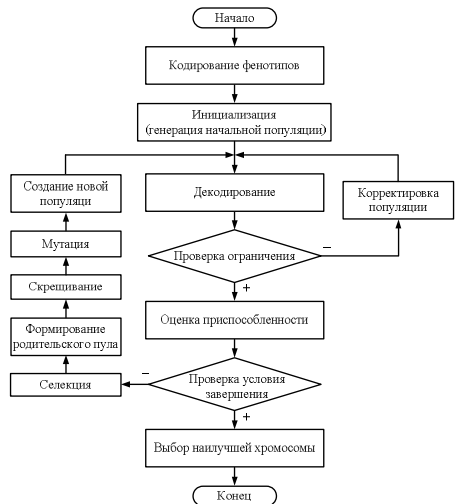 Начало
Кодирование фенотипов
Инициализация
(генерация начальной популяции)
Создание новой
популяци
Декодирование
Корректировка
популяции
Мутация
Проверка ограничения
–
Скрещивание
+
Формирование
родительского пула
Оценка приспособленности
Селекция
–
Проверка условия
завершения
+
Выбор наилучшей хромосомы
Конец